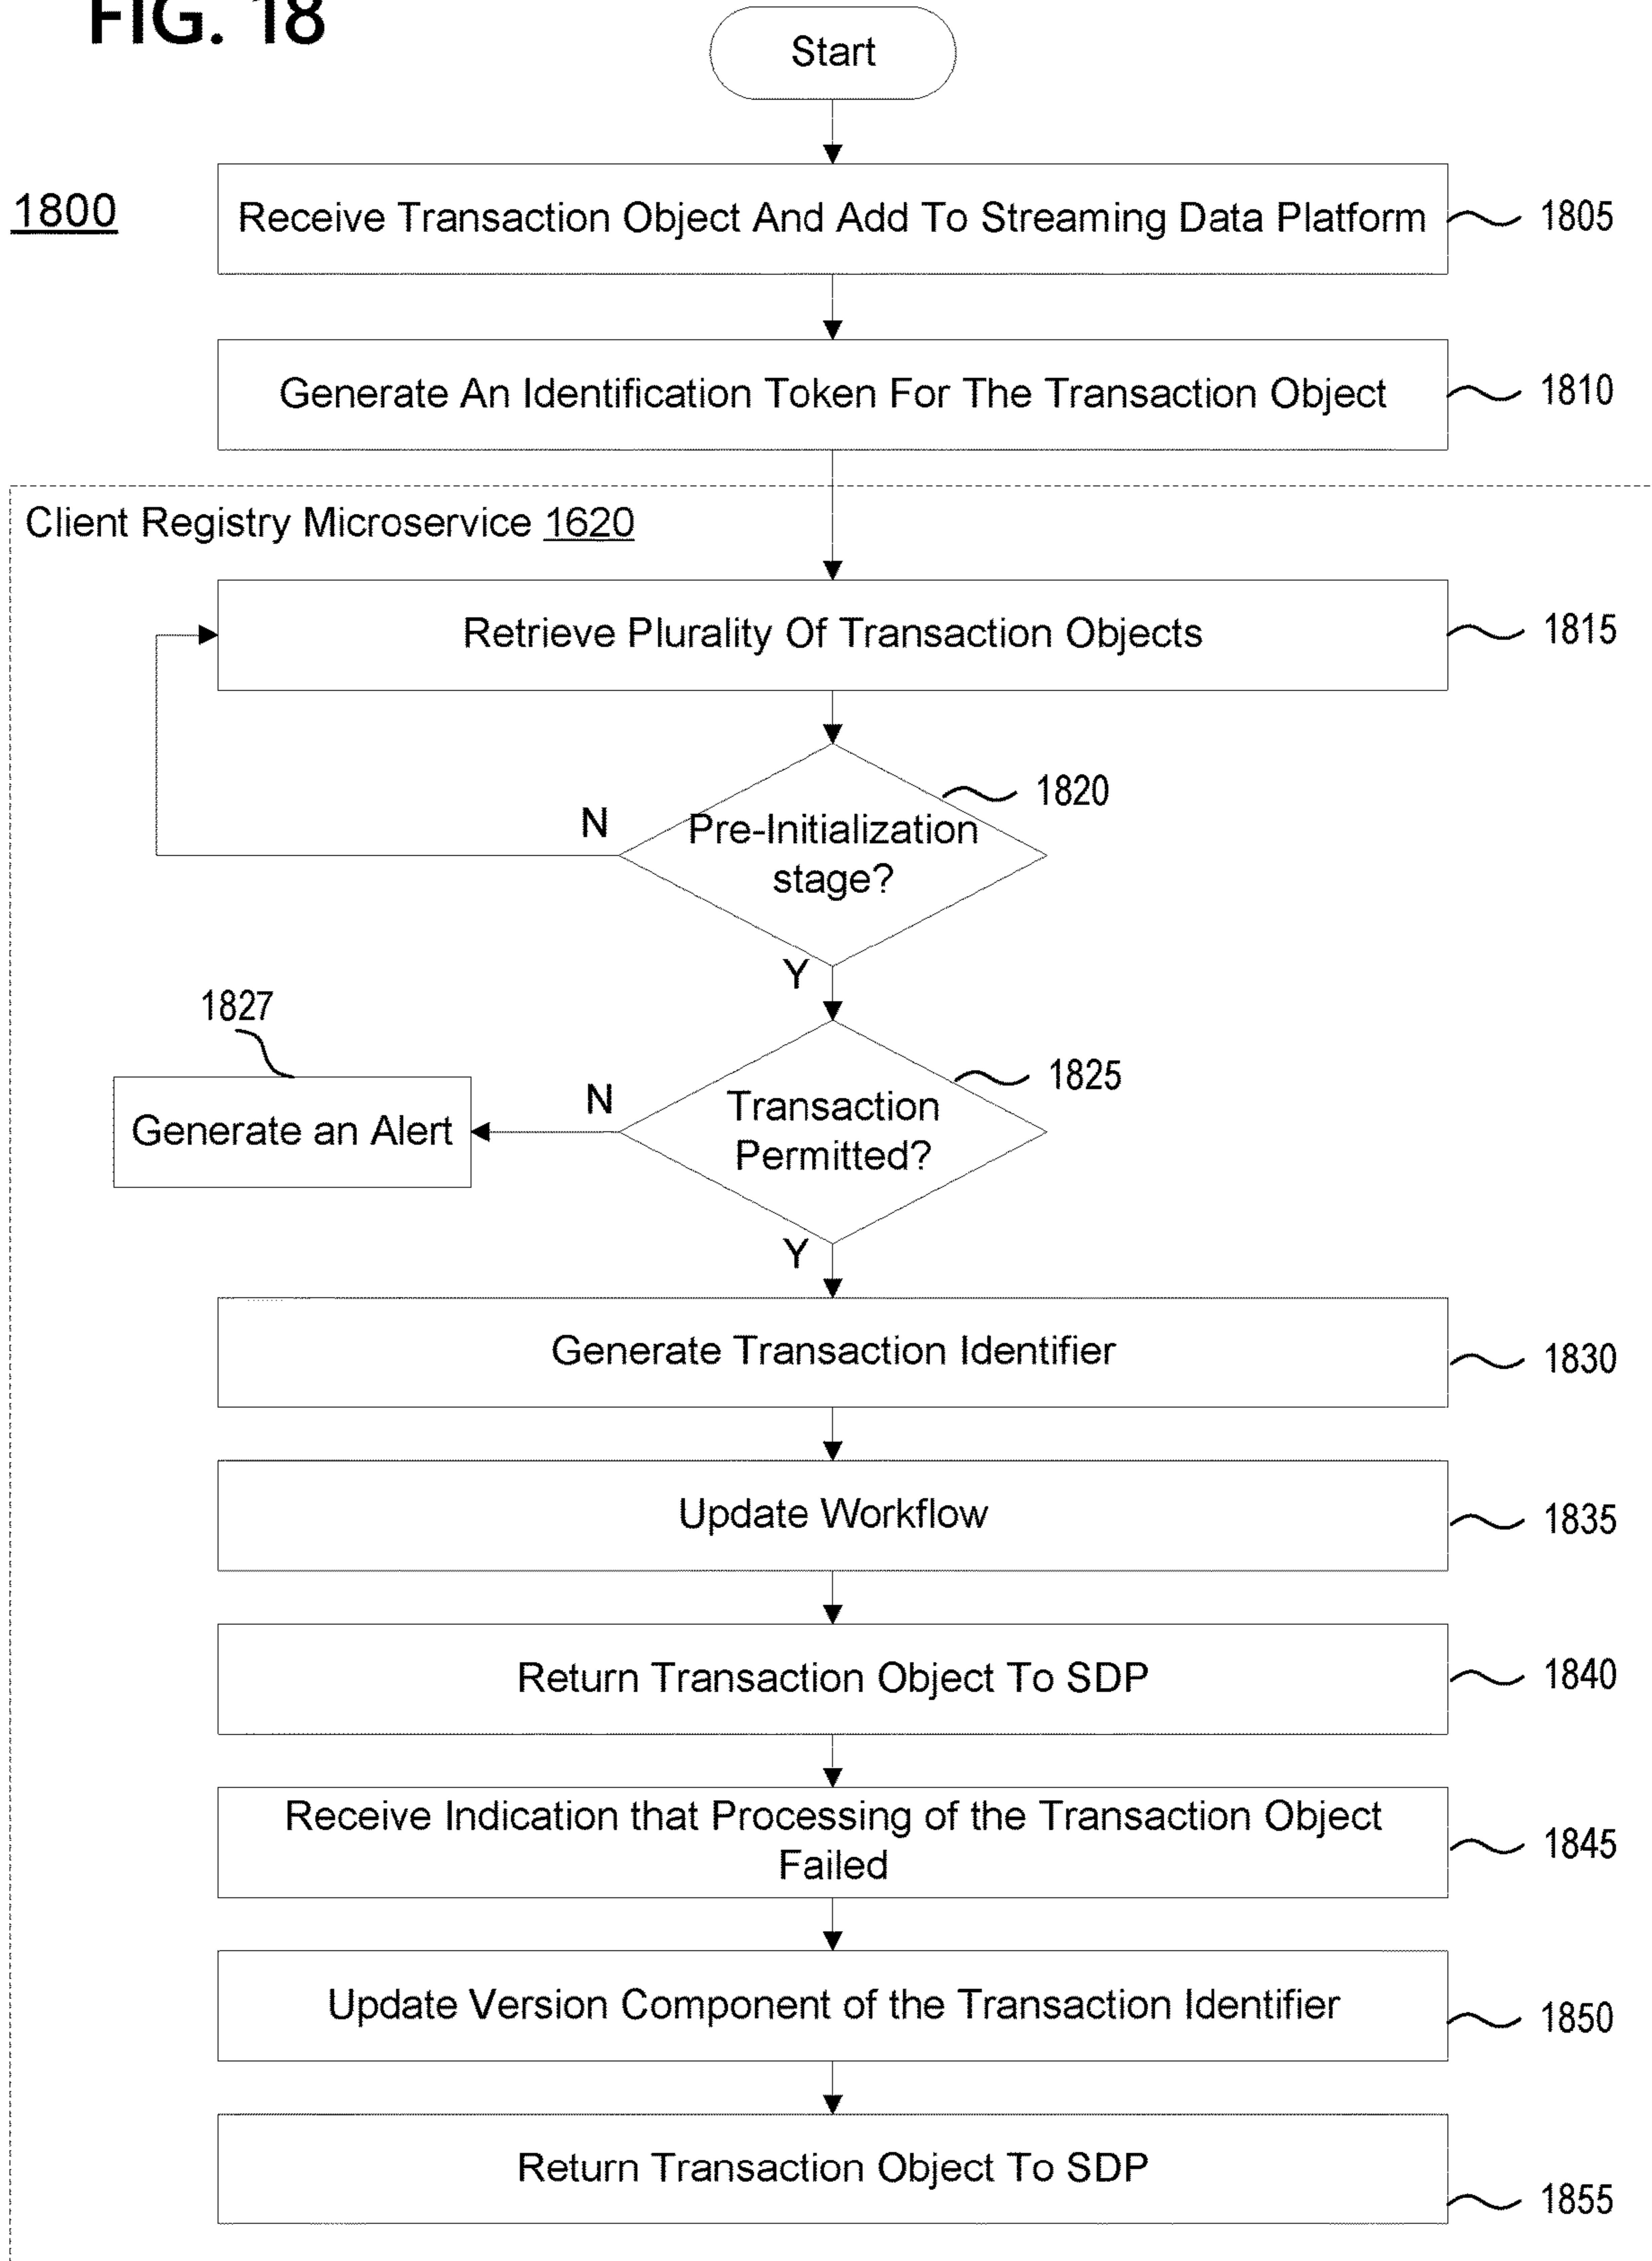 FIG. 18
Start
1800
Receive Transaction Object And Add To Streaming Data Platform
1805
Generate An Identification Token For The Transaction Object
1810
Client Registry Microservice 1620
Retrieve Plurality Of Transaction Objects
1815
1820
N
Pre-Initialization
stage?
Y
1827
1825
Generate an Alert
N
Transaction
Permitted?
Y
Generate Transaction Identifier
1830
Update Workflow
1835
Return Transaction Object To SDP
1840
Receive Indication that Processing of the Transaction Object
Failed
1845
Update Version Component of the Transaction Identifier
1850
Return Transaction Object To SDP
1855